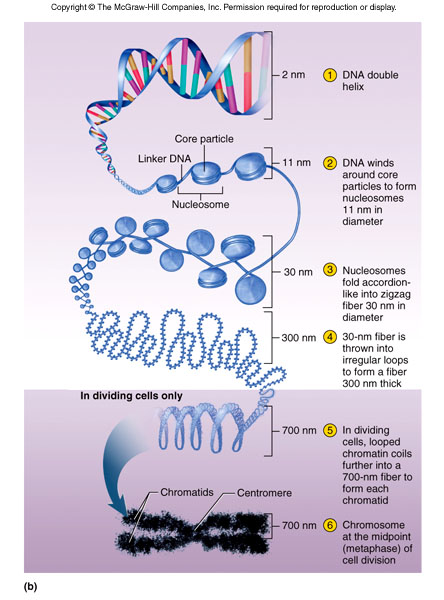 Copyright © The McGraw-Hill Companies, Inc. Permission required for reproduction or display.
2 nm
1 DNA double
helix
Core particle
Linker DNA
11 nm
Nucleosome
2 DNA winds
around core
particles to form
nucleosomes
11 nm in
diameter
30 nm
3 Nucleosomes
fold accordion-
like into zigzag
fiber 30 nm in
diameter
300 nm
4 30-nm fiber is
thrown into
irregular loops
to form a fiber
300 nm thick
In dividing cells only
700 nm
5 In dividing
cells, looped
chromatin coils
further into a
700-nm fiber to
form each
chromatid
Chromatids
Centromere
700 nm
6 Chromosome
at the midpoint
(metaphase) of
cell division
(b)